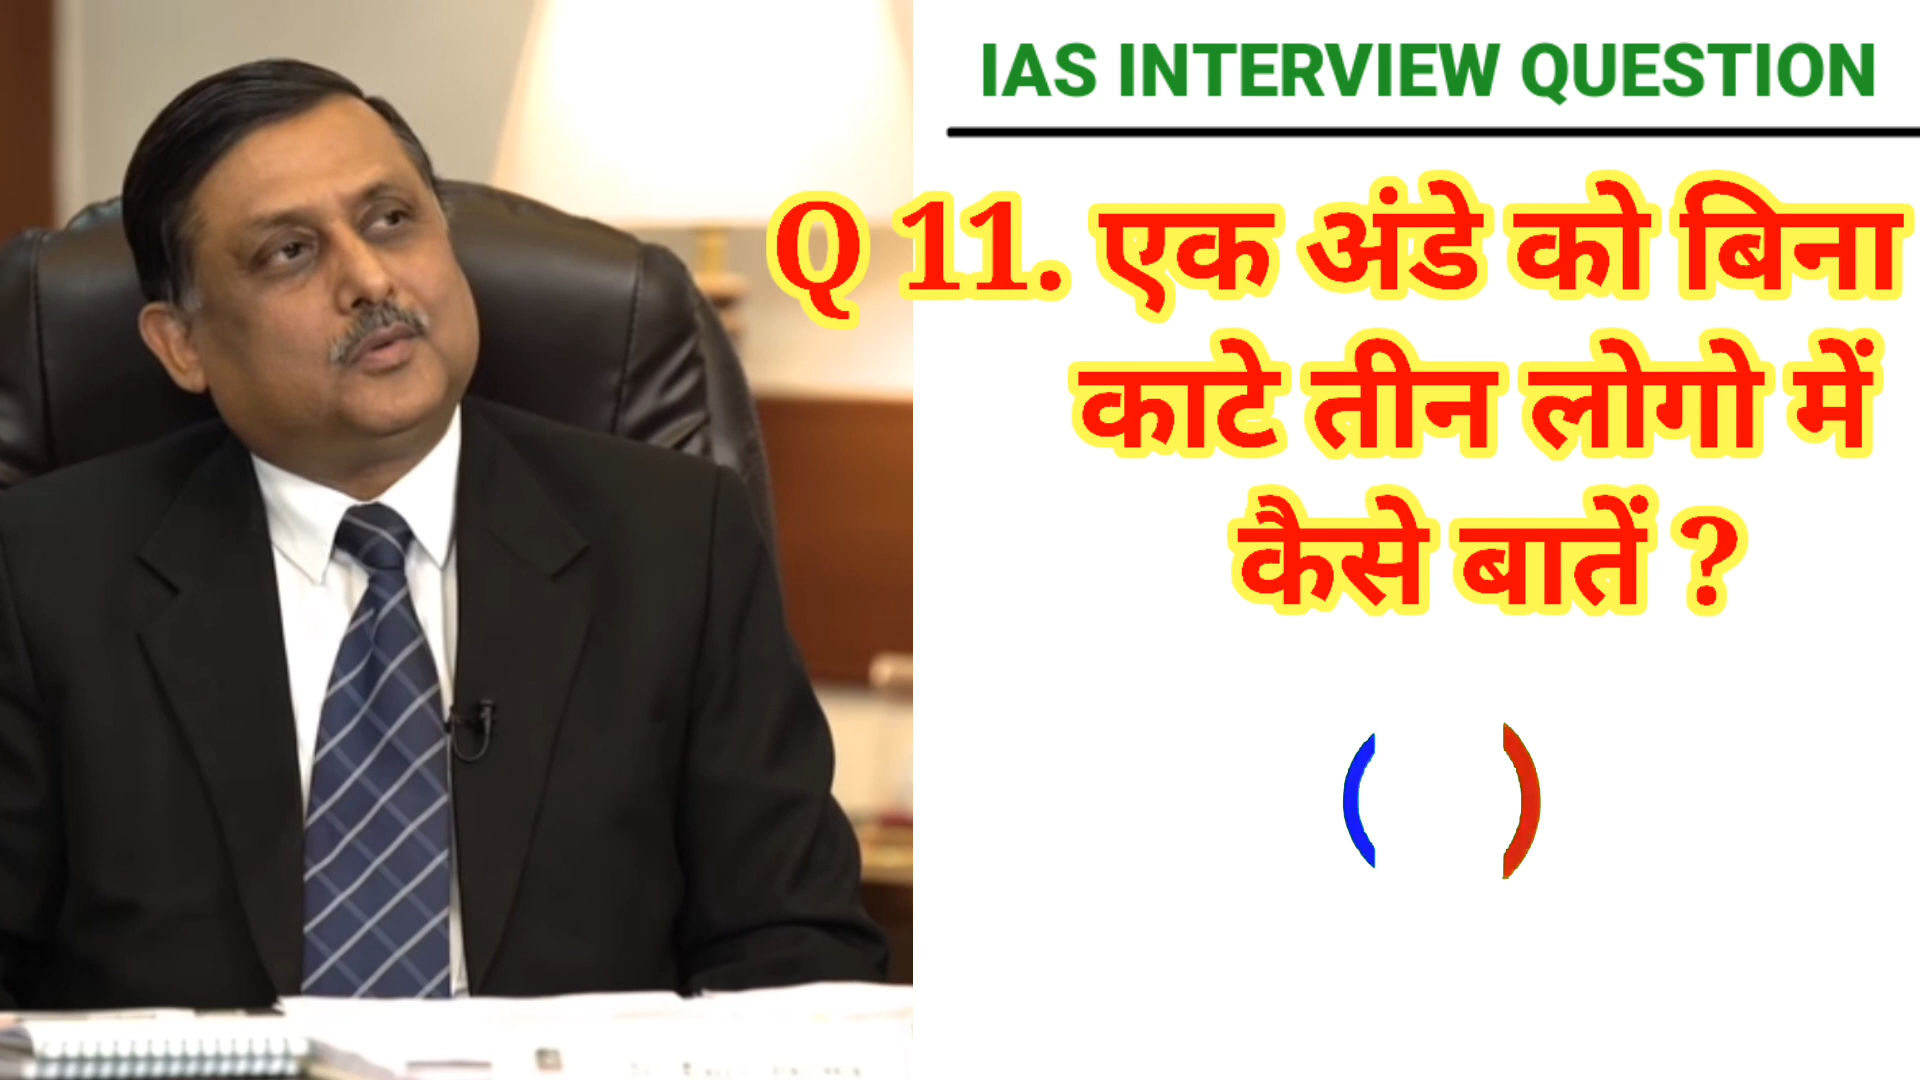 IAS INTERVIEW QUESTION
Q 11. एक अंडे को बिना
काटे तीन लोगो में
कैसे बातें ?
( )